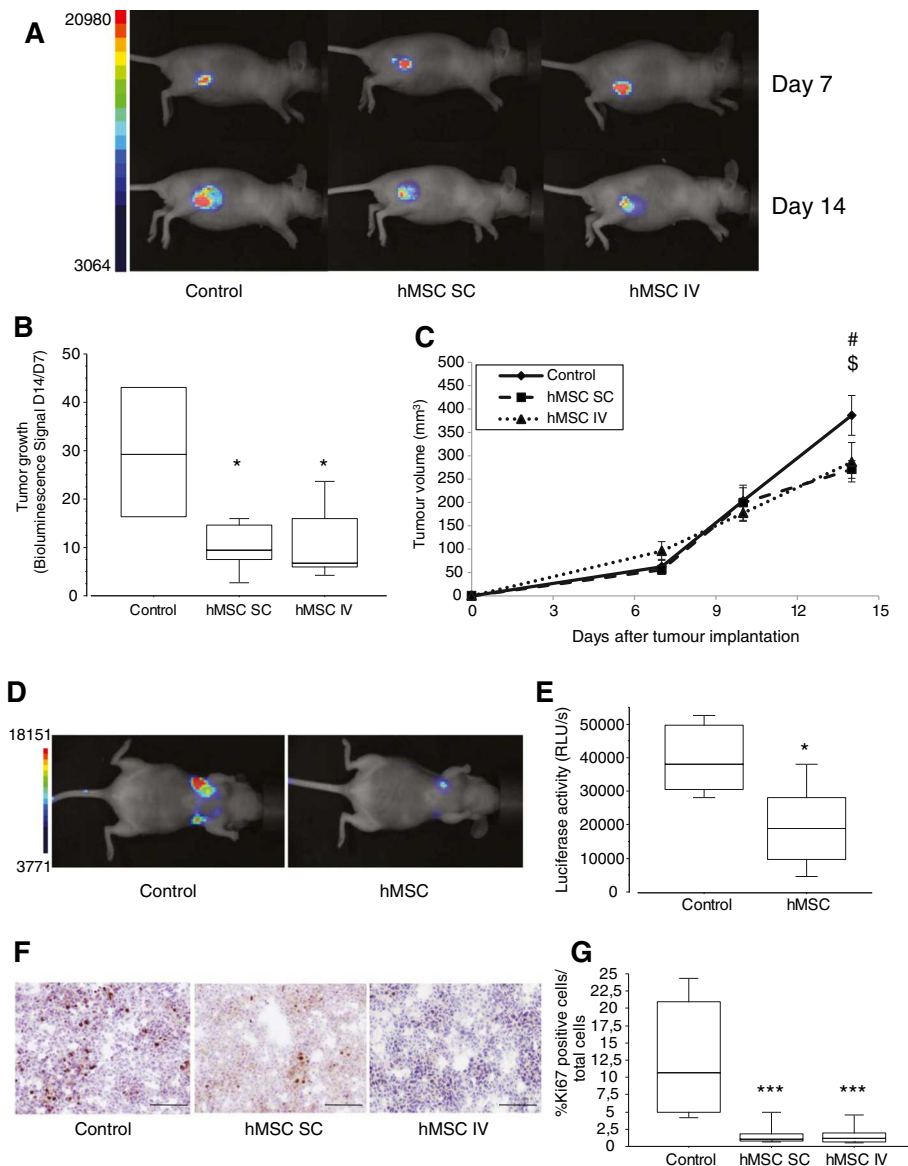 A
20980
3064
Day 7
Day 14
Control
hMSC SC
hMSC IV
B
Tumor growth
(Bioluminescence Signal D14/D7)
50
40
30
20
10
0
*
*
Control
hMSC SC
hMSC IV
C
Tumour volume (mm³)
500
450
400
350
300
250
200
150
100
50
0
Control
hMSC SC
hMSC IV
#
$
0
3
6
9
12
15
Days after tumour implantation
D
18151
3771
Control
hMSC
E
Luciferase activity (RLU/s)
50000
40000
30000
20000
10000
0
*
Control
hMSC
F
Control
hMSC SC
hMSC IV
G
%Ki67 positive cells/
total cells
25
22,5
20
17,5
15
12,5
10
7,5
5
2,5
0
***
***
Control
hMSC SC
hMSC IV